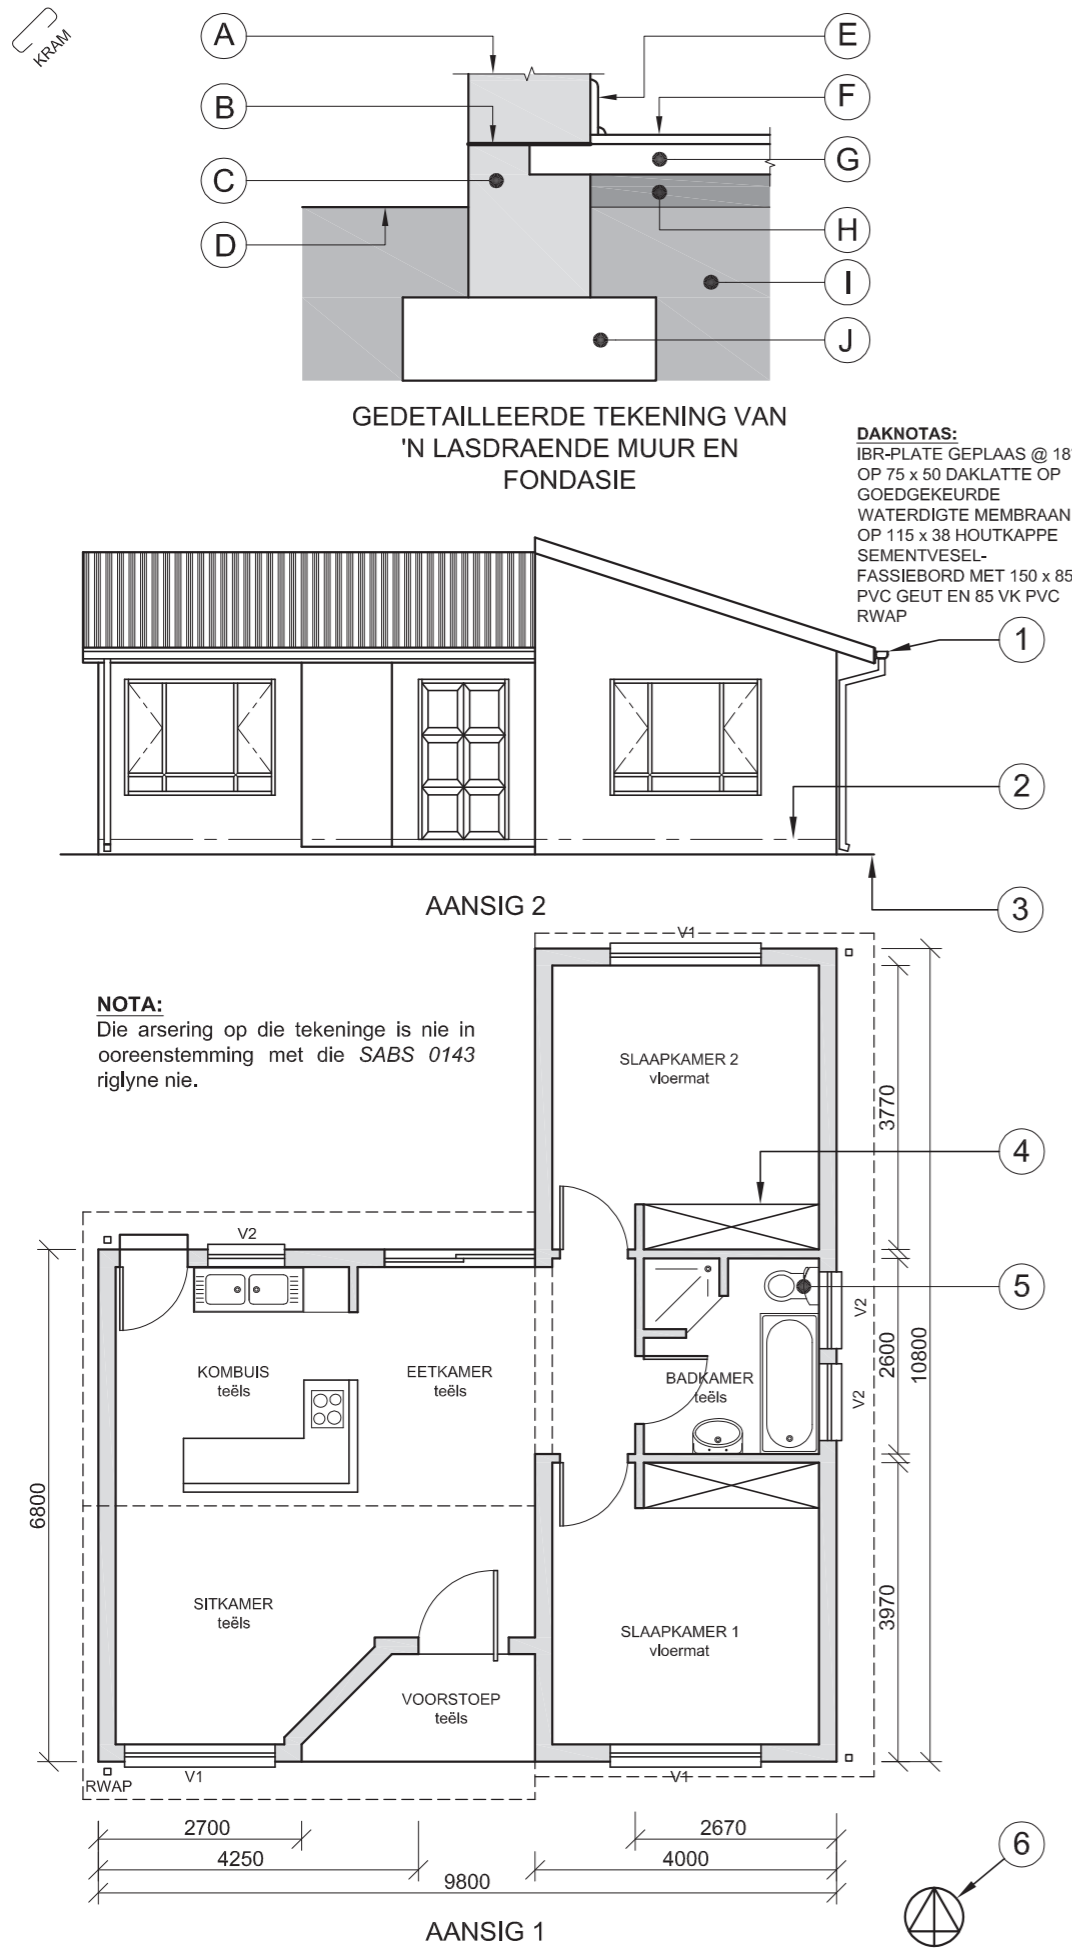 KRAM
A
B
C
D
E
F
G
H
I
J
GEDETAILLEERDE TEKENING VAN
'N LASDRAENDE MUUR EN
FONDASIE
DAKNOTAS:
IBR-PLATE GEPLAAS @ 18°
OP 75 x 50 DAKLATTE OP
GOEDGEKEURDE
WATERDIGTE MEMBRAAN
OP 115 x 38 HOUTKAPPE
SEMENTVESEL-
FASSIEBORD MET 150 x 85
PVC GEUT EN 85 VK PVC
RWAP
1
2
3
AANSIG 2
NOTA:
Die arsering op die tekeninge is nie in
ooreenstemming met die SABS 0143
riglyne nie.
V1
SLAAPKAMER 2
vloermat
3770
4
V2
5
V2
2600
10800
KOMBUIS
teëls
EETKAMER
teëls
BADKAMER
teëls
V2
6800
SITKAMER
teëls
SLAAPKAMER 1
vloermat
3970
VOORSTOEP
teëls
RWAP
V1
V1
2700
2670
4250
4000
9800
6
AANSIG 1